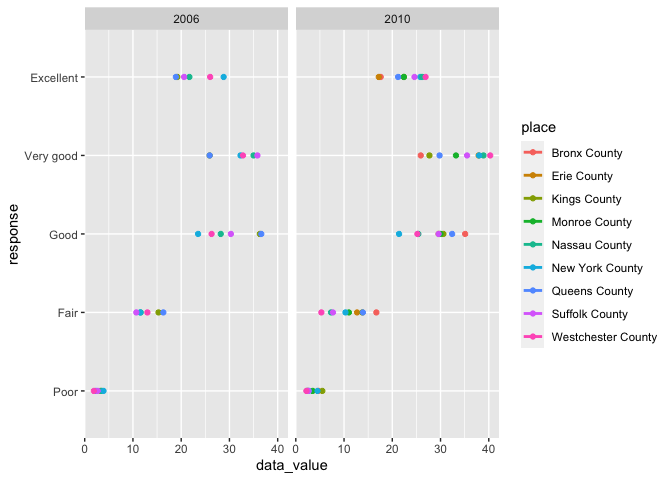 2006 2010
Excellent
Very good
Good
Fair
Poor
response
0 10 20 30 40 0 10 20 30 40
data_value
place
Bronx County
Erie County
Kings County
Monroe County
Nassau County
New York County
Queens County
Suffolk County
Westchester County